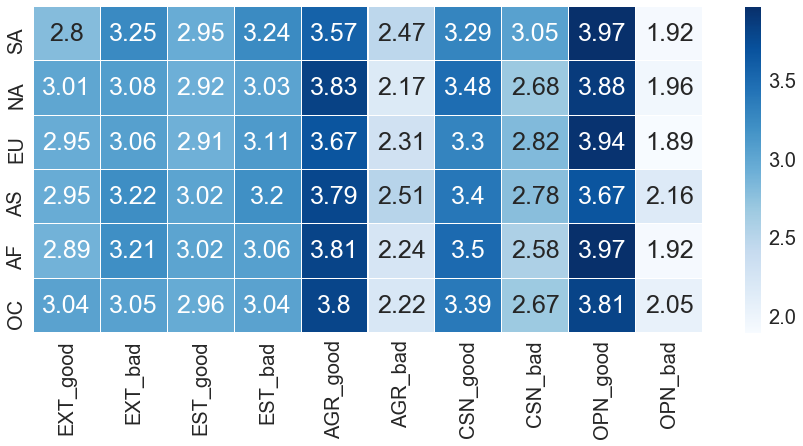 SA 2.8 3.25 2.95 3.24 3.57 2.47 3.29 3.05 3.97 1.92
NA 3.01 3.08 2.92 3.03 3.83 2.17 3.48 2.68 3.88 1.96
EU 2.95 3.06 2.91 3.11 3.67 2.31 3.3 2.82 3.94 1.89
AS 2.95 3.22 3.02 3.2 3.79 2.51 3.4 2.78 3.67 2.16
AF 2.89 3.21 3.02 3.06 3.81 2.24 3.5 2.58 3.97 1.92
OC 3.04 3.05 2.96 3.04 3.8 2.22 3.39 2.67 3.81 2.05
EXT_good
EXT_bad
EST_good
EST_bad
AGR_good
AGR_bad
CSN_good
CSN_bad
OPN_good
OPN_bad
3.5
3.0
2.5
2.0